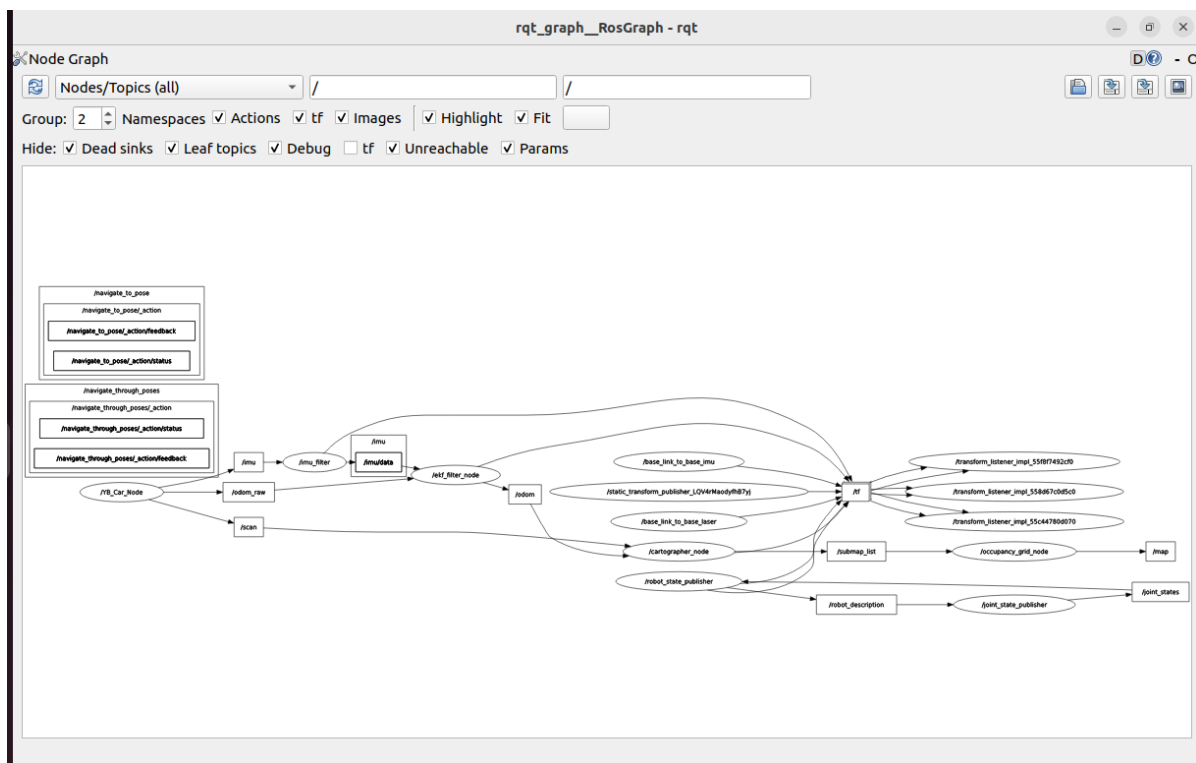 rqt_graph__RosGraph - rqt
Node Graph
D - O
Nodes/Topics (all) / /
Group: 2 Namespaces Actions tf Images Highlight Fit
Hide: Dead sinks Leaf topics Debug tf Unreachable Params
/navigate_to_pose
/navigate_to_pose/_action
/navigate_to_pose/_action/feedback
/navigate_to_pose/_action/status
/navigate_through_poses
/navigate_through_poses/_action
/navigate_through_poses/_action/status
/navigate_through_poses/_action/feedback
/YB_Car_Node
/imu
/odom_raw
/scan
/imu_filter
/imu
/imu/data
/ekf_filter_node
/odom
/base_link_to_base_imu
/static_transform_publisher_LQV4rMaodyfhB7yj
/base_link_to_base_laser
/cartographer_node
/robot_state_publisher
/tf
/transform_listener_impl_55f8f7492cf0
/transform_listener_impl_558d67c0d5c0
/transform_listener_impl_55c44780d070
/submap_list
/occupancy_grid_node
/map
/robot_description
/joint_state_publisher
/joint_states